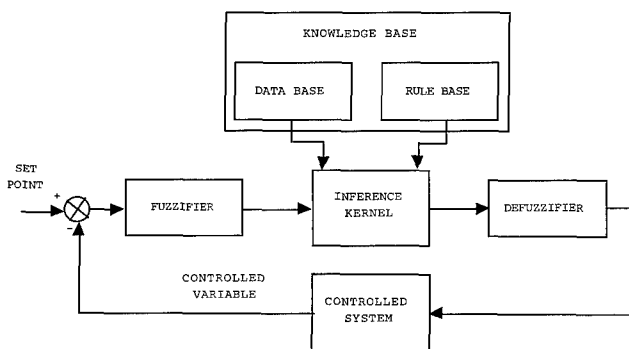 KNOWLEDGE BASE
DATA BASE
RULE BASE
SET
POINT
+
-
FUZZIFIER
INFERENCE
KERNEL
DEFUZZIFIER
CONTROLLED
VARIABLE
CONTROLLED
SYSTEM